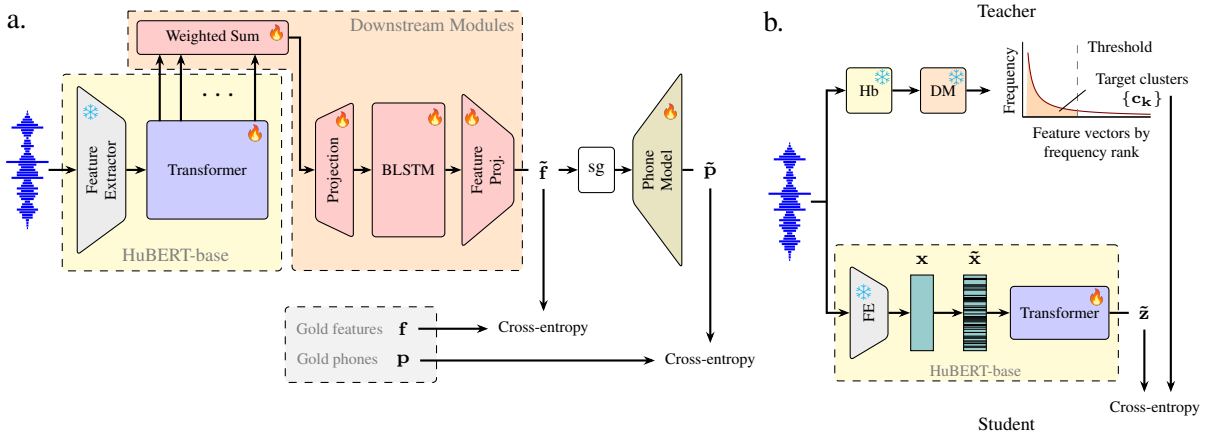 a.
Downstream Modules
Weighted Sum
. . .
Feature
Extractor
Transformer
HuBERT-base
Projection
BLSTM
Feature
Proj.
f̃
sg
Phone
Model
p̃
Gold features f
Cross-entropy
Gold phones p
Cross-entropy
b.
Teacher
Hb
DM
Frequency
Threshold
Target clusters
{c_k}
Feature vectors by
frequency rank
x
x̃
FE
Transformer
z̃
HuBERT-base
Cross-entropy
Student